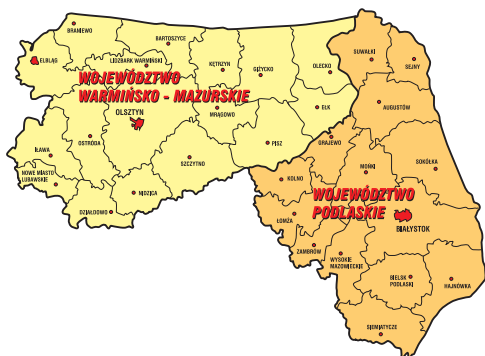 BRANIEWO
BARTOSZYCE
SUWAŁKI
ELBLĄG
LIDZBARK WARMIŃSKI
KĘTRZYN
GIŻYCKO
OLECKO
SEJNY
WOJEWÓDZTWO
WARMIŃSKO - MAZURSKIE
OLSZTYN
MRĄGOWO
EŁK
AUGUSTÓW
IŁAWA
OSTRÓDA
SZCZYTNO
PISZ
GRAJEWO
MOŃKI
SOKÓŁKA
NOWE MIASTO
LUBAWSKIE
NIDZICA
KOLNO
WOJEWÓDZTWO
PODLASKIE
DZIAŁDOWO
ŁOMŻA
BIAŁYSTOK
ZAMBRÓW
WYSOKIE
MAZOWIECKIE
BIELSK
PODLASKI
HAJNÓWKA
SIEMIATYCZE